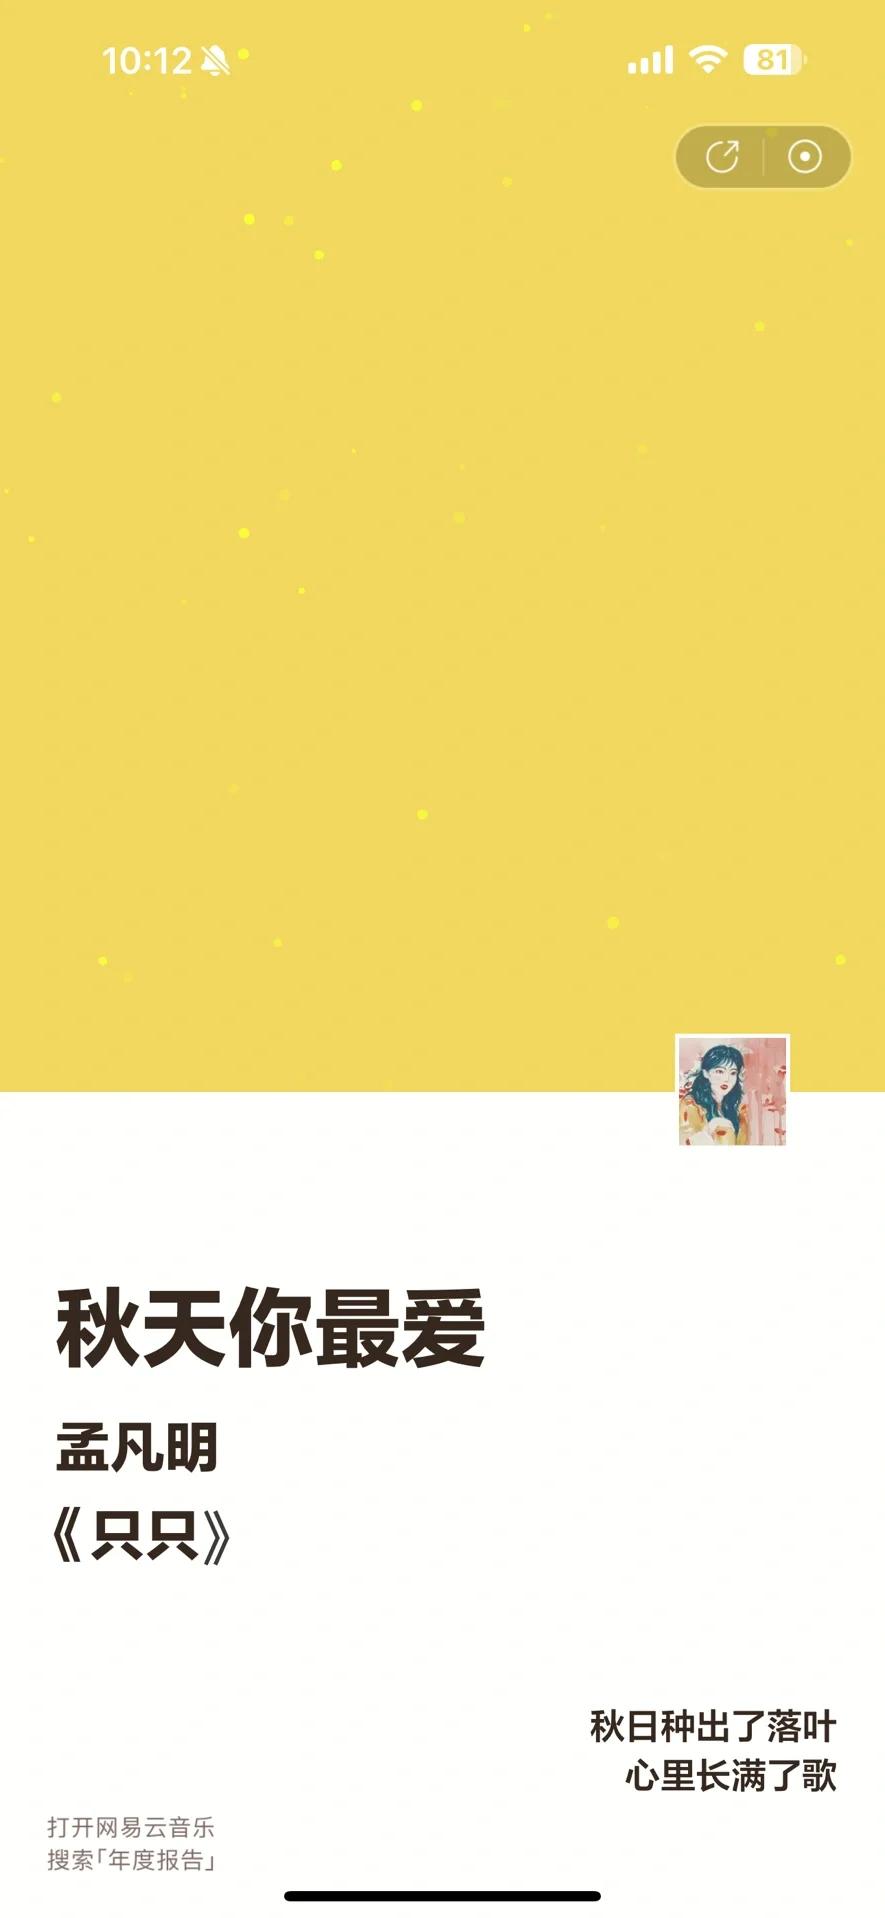 10:12
81
秋天你最爱
孟凡明
《只只》
秋日种出了落叶
心里长满了歌
打开网易云音乐
搜索「年度报告」